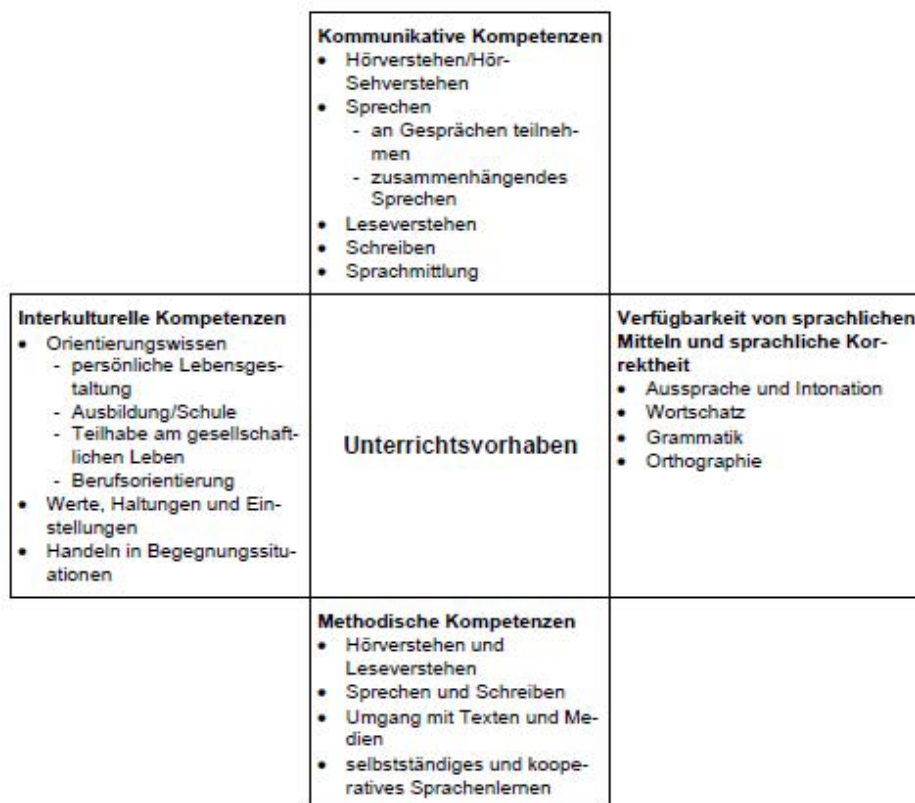 Kommunikative Kompetenzen
• Hörverstehen/Hör-
Sehverstehen
• Sprechen
- an Gesprächen teilneh-
men
- zusammenhängendes
Sprechen
• Leseverstehen
• Schreiben
• Sprachmittlung
Interkulturelle Kompetenzen
• Orientierungswissen
- persönliche Lebensges-
taltung
- Ausbildung/Schule
- Teilhabe am gesellschaft-
lichen Leben
- Berufsorientierung
• Werte, Haltungen und Ein-
stellungen
• Handeln in Begegnungssitu-
ationen
Unterrichtsvorhaben
Verfügbarkeit von sprachlichen
Mitteln und sprachliche Kor-
rektheit
• Aussprache und Intonation
• Wortschatz
• Grammatik
• Orthographie
Methodische Kompetenzen
• Hörverstehen und
Leseverstehen
• Sprechen und Schreiben
• Umgang mit Texten und Me-
dien
• selbstständiges und koope-
ratives Sprachenlernen